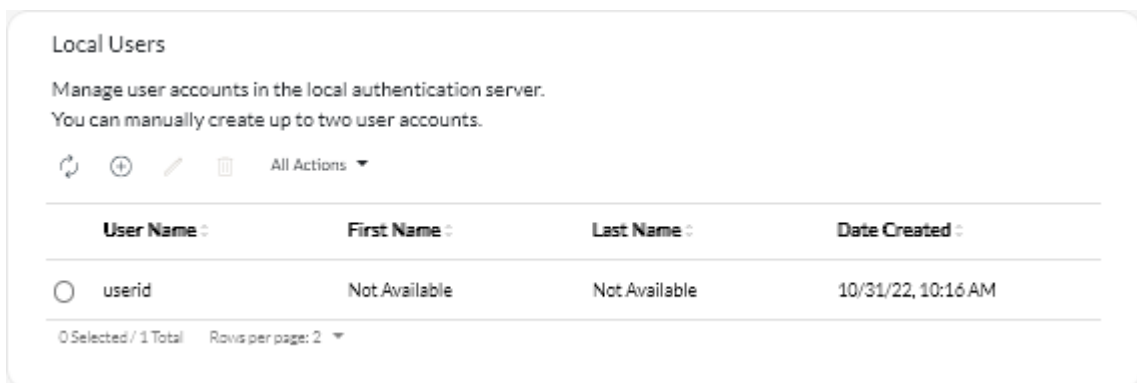 Local Users
Manage user accounts in the local authentication server.
You can manually create up to two user accounts.
All Actions
User Name First Name Last Name Date Created
userid Not Available Not Available 10/31/22, 10:16 AM
0 Selected / 1 Total Rows per page: 2